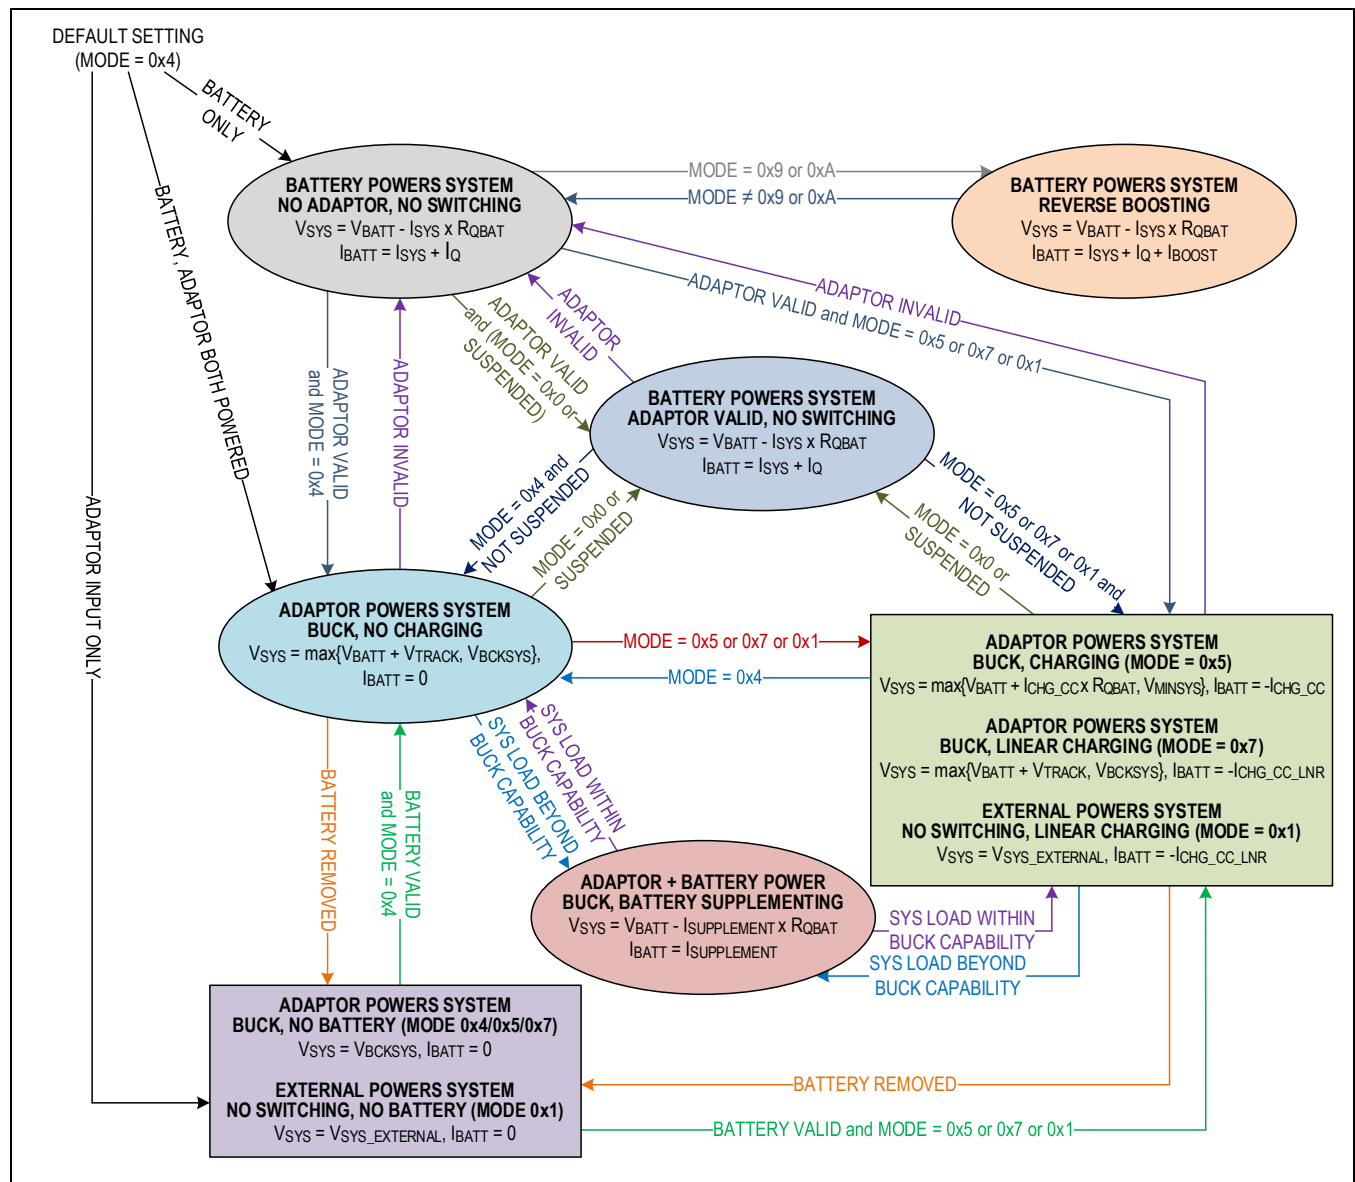 DEFAULT SETTING
(MODE = 0x4)
BATTERY
ONLY
BATTERY, ADAPTOR BOTH POWERED
ADAPTOR INPUT ONLY
BATTERY POWERS SYSTEM
NO ADAPTOR, NO SWITCHING
VSYS = VBATT - ISYS x RQBAT
IBATT = ISYS + IQ
MODE = 0x9 or 0xA
MODE ≠ 0x9 or 0xA
BATTERY POWERS SYSTEM
REVERSE BOOSTING
VSYS = VBATT - ISYS x RQBAT
IBATT = ISYS + IQ + IBOOST
ADAPTOR INVALID
ADAPTOR VALID and MODE = 0x5 or 0x7 or 0x1
ADAPTOR
INVALID
ADAPTOR VALID
and (MODE = 0x0 or
SUSPENDED)
ADAPTOR VALID
and MODE = 0x4
ADAPTOR INVALID
BATTERY POWERS SYSTEM
ADAPTOR VALID, NO SWITCHING
VSYS = VBATT - ISYS x RQBAT
IBATT = ISYS + IQ
MODE = 0x4 and
NOT SUSPENDED
MODE = 0x0 or
SUSPENDED
MODE = 0x5 or 0x7 or 0x1 and
NOT SUSPENDED
MODE = 0x0 or
SUSPENDED
ADAPTOR POWERS SYSTEM
BUCK, NO CHARGING
VSYS = max{VBATT + VTRACK, VBCKSYS},
IBATT = 0
MODE = 0x5 or 0x7 or 0x1
MODE = 0x4
ADAPTOR POWERS SYSTEM
BUCK, CHARGING (MODE = 0x5)
VSYS = max{VBATT + ICHG_CC x RQBAT, VMINSYS}, IBATT = -ICHG_CC
ADAPTOR POWERS SYSTEM
BUCK, LINEAR CHARGING (MODE = 0x7)
VSYS = max{VBATT + VTRACK, VBCKSYS}, IBATT = -ICHG_CC_LNR
EXTERNAL POWERS SYSTEM
NO SWITCHING, LINEAR CHARGING (MODE = 0x1)
VSYS = VSYS_EXTERNAL, IBATT = -ICHG_CC_LNR
SYS LOAD WITHIN
BUCK CAPABILITY
SYS LOAD BEYOND
BUCK CAPABILITY
BATTERY REMOVED
BATTERY VALID
and MODE = 0x4
ADAPTOR + BATTERY POWER
BUCK, BATTERY SUPPLEMENTING
VSYS = VBATT - ISUPPLEMENT x RQBAT
IBATT = ISUPPLEMENT
SYS LOAD WITHIN
BUCK CAPABILITY
SYS LOAD BEYOND
BUCK CAPABILITY
ADAPTOR POWERS SYSTEM
BUCK, NO BATTERY (MODE 0x4/0x5/0x7)
VSYS = VBCKSYS, IBATT = 0
EXTERNAL POWERS SYSTEM
NO SWITCHING, NO BATTERY (MODE 0x1)
VSYS = VSYS_EXTERNAL, IBATT = 0
BATTERY REMOVED
BATTERY VALID and MODE = 0x5 or 0x7 or 0x1